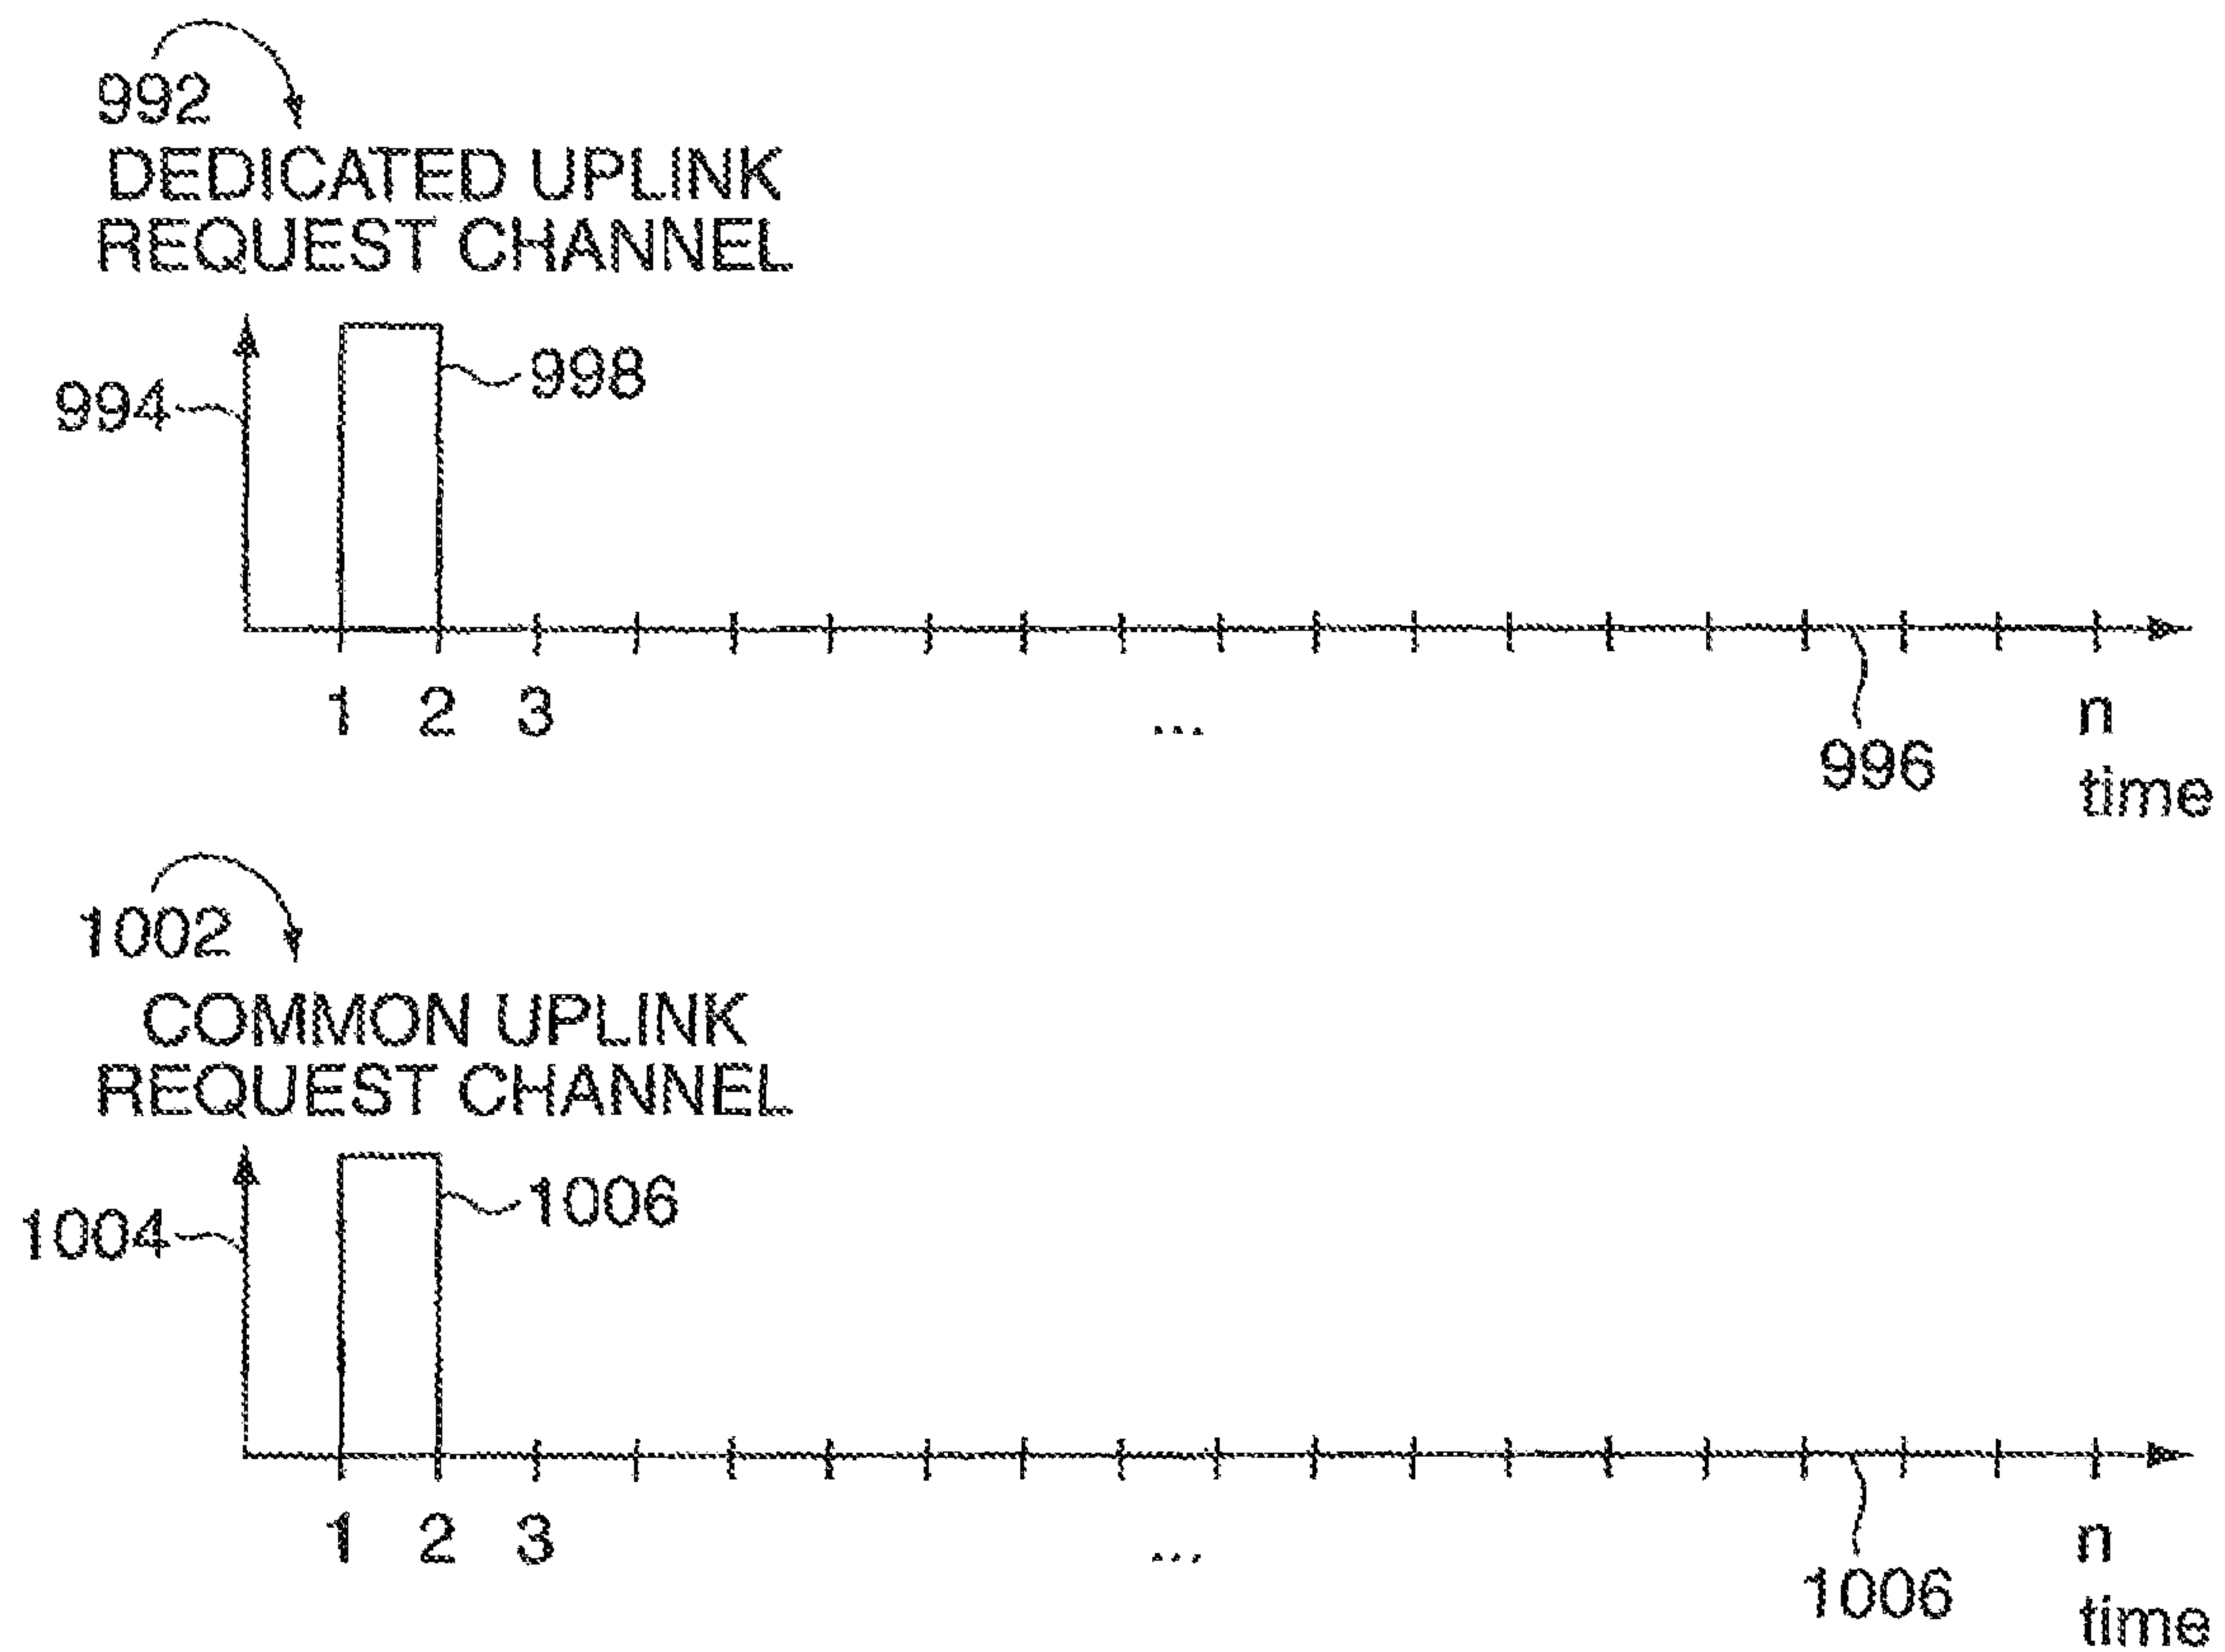 992
DEDICATED UPLINK
REQUEST CHANNEL
994
998
1 2 3 ... n
996
time
1002
COMMON UPLINK
REQUEST CHANNEL
1004
1006
1 2 3 ... n
1006
time